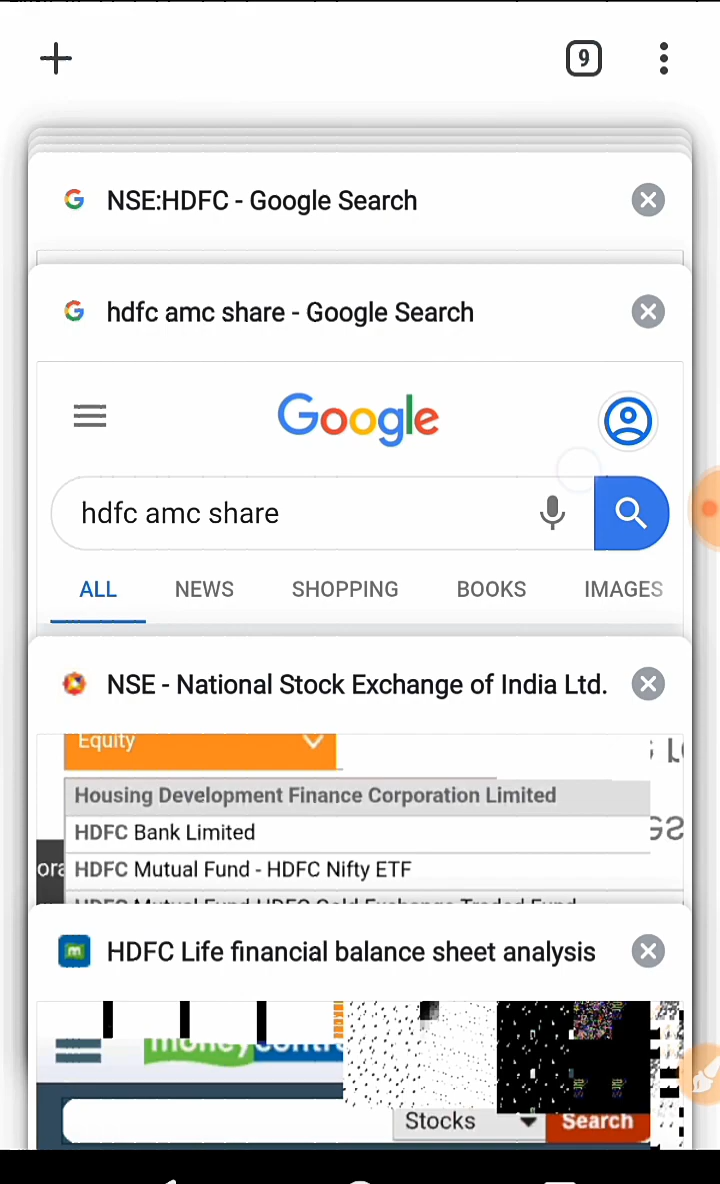 9
NSE:HDFC - Google Search
hdfc amc share - Google Search
Google
hdfc amc share
ALL NEWS SHOPPING BOOKS IMAGES
NSE - National Stock Exchange of India Ltd.
Equity
Housing Development Finance Corporation Limited
HDFC Bank Limited
HDFC Mutual Fund - HDFC Nifty ETF
HDFC Life financial balance sheet analysis
Stocks Search